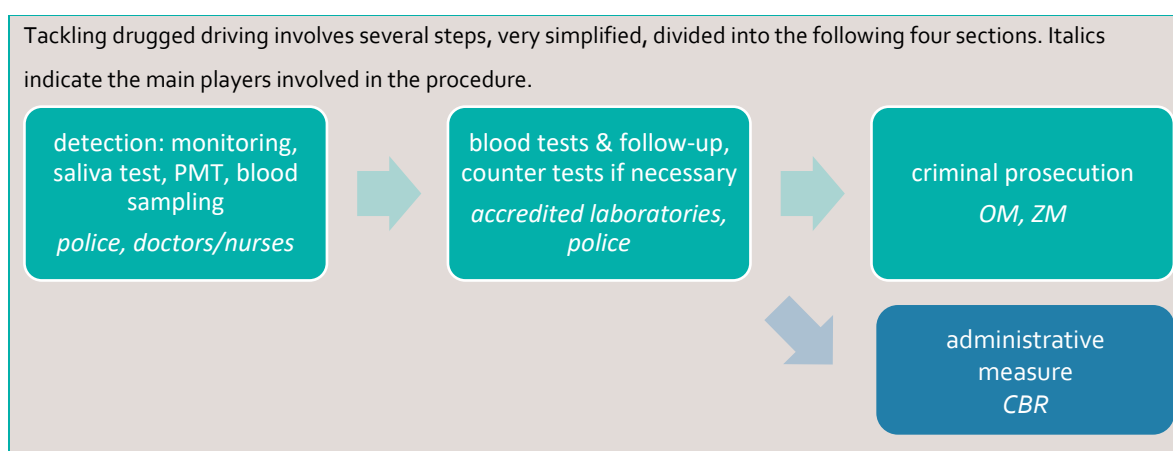 Tackling drugged driving involves several steps, very simplified, divided into the following four sections. Italics
indicate the main players involved in the procedure.
detection: monitoring,
saliva test, PMT, blood
sampling
police, doctors/nurses
blood tests & follow-up,
counter tests if necessary
accredited laboratories,
police
criminal prosecution
OM, ZM
administrative
measure
CBR